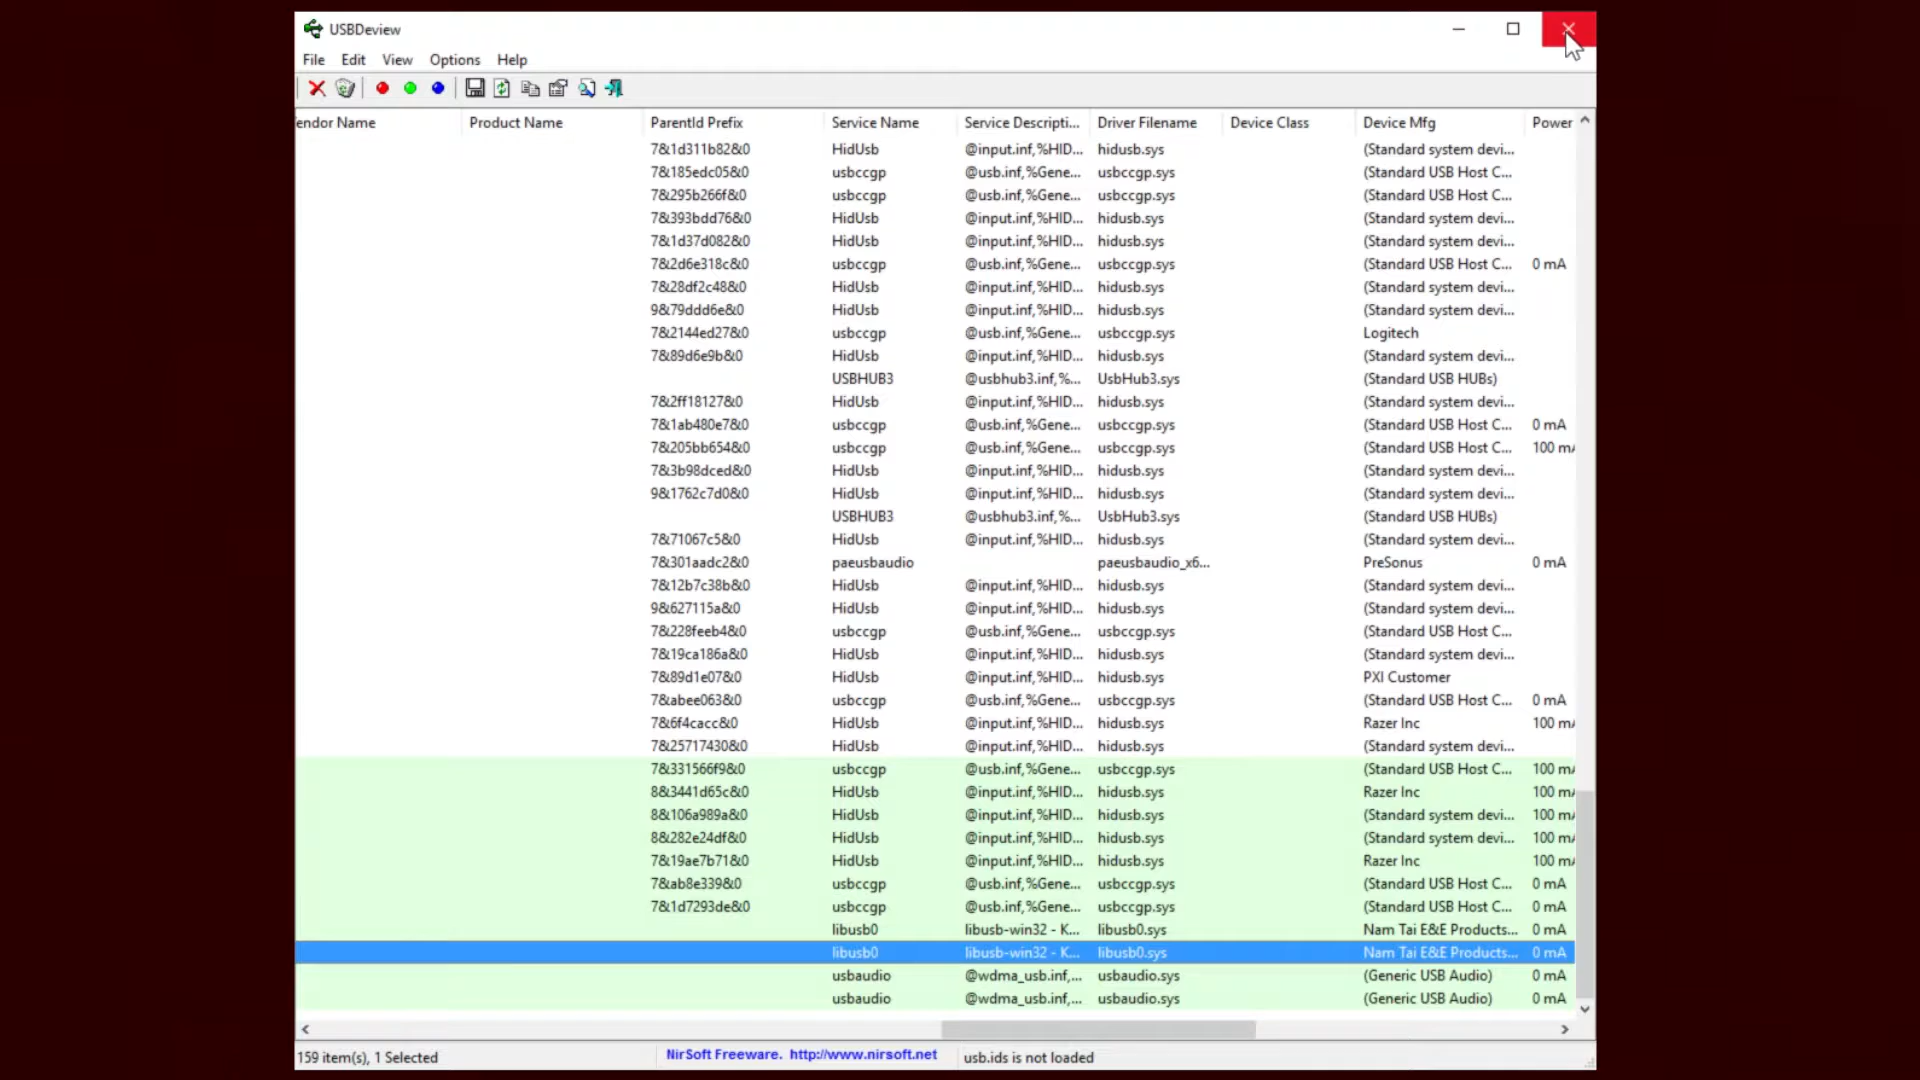 USBDeview
File Edit View Options Help
endor Name Product Name ParentId Prefix Service Name Service Descripti... Driver Filename Device Class Device Mfg Power
7&1d311b82&0 HidUsb @input.inf,%HID... hidusb.sys (Standard system devi...
7&185edc05&0 usbccgp @usb.inf,%Gene... usbccgp.sys (Standard USB Host C...
7&295b266f&0 usbccgp @usb.inf,%Gene... usbccgp.sys (Standard USB Host C...
7&393bdd76&0 HidUsb @input.inf,%HID... hidusb.sys (Standard system devi...
7&1d37d082&0 HidUsb @input.inf,%HID... hidusb.sys (Standard system devi...
7&2d6e318c&0 usbccgp @usb.inf,%Gene... usbccgp.sys (Standard USB Host C... 0 mA
7&28df2c48&0 HidUsb @input.inf,%HID... hidusb.sys (Standard system devi...
9&79ddd6e&0 HidUsb @input.inf,%HID... hidusb.sys (Standard system devi...
7&2144ed27&0 usbccgp @usb.inf,%Gene... usbccgp.sys Logitech
7&89d6e9b&0 HidUsb @input.inf,%HID... hidusb.sys (Standard system devi...
USBHUB3 @usbhub3.inf,%... UsbHub3.sys (Standard USB HUBs)
7&2ff18127&0 HidUsb @input.inf,%HID... hidusb.sys (Standard system devi...
7&1ab480e7&0 usbccgp @usb.inf,%Gene... usbccgp.sys (Standard USB Host C... 0 mA
7&205bb654&0 usbccgp @usb.inf,%Gene... usbccgp.sys (Standard USB Host C... 100 mA
7&3b98dced&0 HidUsb @input.inf,%HID... hidusb.sys (Standard system devi...
9&1762c7d0&0 HidUsb @input.inf,%HID... hidusb.sys (Standard system devi...
USBHUB3 @usbhub3.inf,%... UsbHub3.sys (Standard USB HUBs)
7&71067c5&0 HidUsb @input.inf,%HID... hidusb.sys (Standard system devi...
7&301aadc2&0 paeusbaudio paeusbaudio_x6... PreSonus 0 mA
7&12b7c38b&0 HidUsb @input.inf,%HID... hidusb.sys (Standard system devi...
9&627115a&0 HidUsb @input.inf,%HID... hidusb.sys (Standard system devi...
7&228feeb4&0 usbccgp @usb.inf,%Gene... usbccgp.sys (Standard USB Host C...
7&19ca186a&0 HidUsb @input.inf,%HID... hidusb.sys (Standard system devi...
7&89d1e07&0 HidUsb @input.inf,%HID... hidusb.sys PXI Customer
7&abee063&0 usbccgp @usb.inf,%Gene... usbccgp.sys (Standard USB Host C... 0 mA
7&6f4cacc&0 HidUsb @input.inf,%HID... hidusb.sys Razer Inc 100 mA
7&25717430&0 HidUsb @input.inf,%HID... hidusb.sys (Standard system devi...
7&331566f9&0 usbccgp @usb.inf,%Gene... usbccgp.sys (Standard USB Host C... 100 mA
8&3441d65c&0 HidUsb @input.inf,%HID... hidusb.sys Razer Inc 100 mA
8&106a989a&0 HidUsb @input.inf,%HID... hidusb.sys (Standard system devi... 100 mA
8&282e24df&0 HidUsb @input.inf,%HID... hidusb.sys (Standard system devi... 100 mA
7&19ae7b71&0 HidUsb @input.inf,%HID... hidusb.sys Razer Inc 100 mA
7&ab8e339&0 usbccgp @usb.inf,%Gene... usbccgp.sys (Standard USB Host C... 0 mA
7&1d7293de&0 usbccgp @usb.inf,%Gene... usbccgp.sys (Standard USB Host C... 0 mA
libusb0 libusb-win32 - K... libusb0.sys Nam Tai E&E Products... 0 mA
libusb0 libusb-win32 - K... libusb0.sys Nam Tai E&E Products... 0 mA
usbaudio @wdma_usb.inf,... usbaudio.sys (Generic USB Audio) 0 mA
usbaudio @wdma_usb.inf,... usbaudio.sys (Generic USB Audio) 0 mA
159 item(s), 1 Selected NirSoft Freeware. http://www.nirsoft.net usb.ids is not loaded